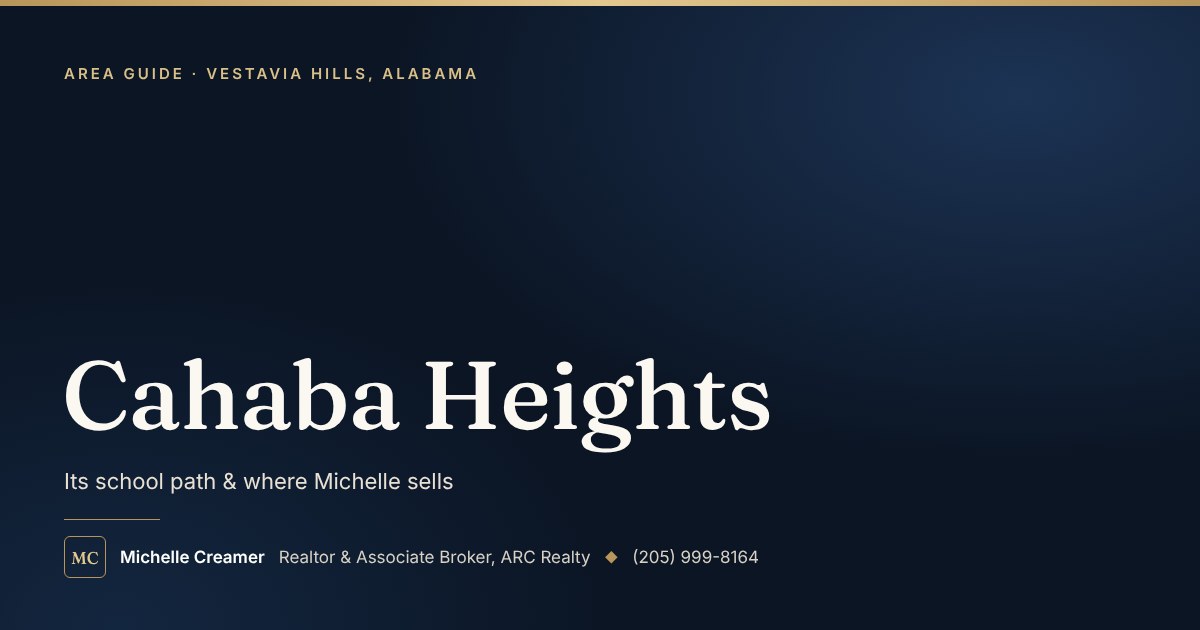 AREA GUIDE · VESTAVIA HILLS, ALABAMA
Cahaba Heights
Its school path & where Michelle sells
MC Michelle Creamer Realtor & Associate Broker, ARC Realty ◆ (205) 999-8164